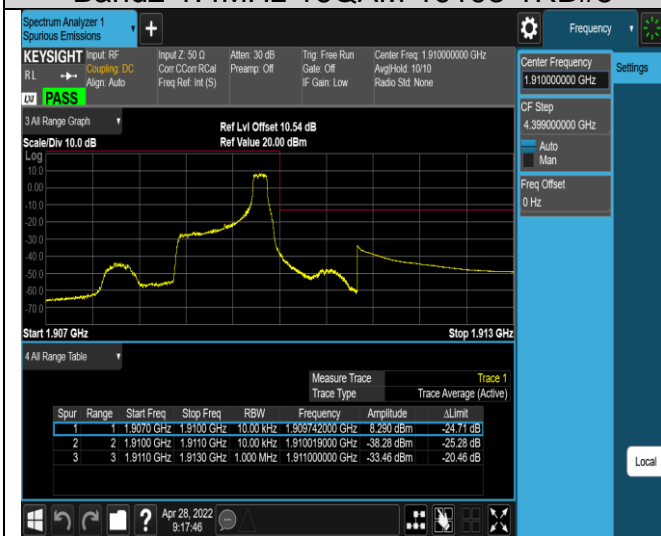 Spectrum Analyzer 1
Spurious Emissions
Frequency
KEYSIGHT Input: RF Input Z: 50 Ω Atten: 30 dB Trig: Free Run Center Freq: 1.910000000 GHz
RL Coupling: DC Corr CCorr RCal Preamp: Off Gate: Off Avg|Hold: 10/10
Align: Auto Freq Ref: Int (S) IF Gain: Low Radio Std: None
LXI PASS
Center Frequency
1.910000000 GHz
Settings
CF Step
4.399000000 GHz
Auto
Man
Freq Offset
0 Hz
3 All Range Graph
Ref Lvl Offset 10.54 dB
Scale/Div 10.0 dB Ref Value 20.00 dBm
Log
10.0
0.00
-10.0
-20.0
-30.0
-40.0
-50.0
-60.0
-70.0
Start 1.907 GHz Stop 1.913 GHz
4 All Range Table
Measure Trace Trace 1
Trace Type Trace Average (Active)
Spur Range Start Freq Stop Freq RBW Frequency Amplitude ΔLimit
1 1 1.9070 GHz 1.9100 GHz 10.00 kHz 1.909742000 GHz 8.290 dBm -24.71 dB
2 2 1.9100 GHz 1.9110 GHz 10.00 kHz 1.910019000 GHz -38.28 dBm -25.28 dB
3 3 1.9110 GHz 1.9130 GHz 1.000 MHz 1.911000000 GHz -33.46 dBm -20.46 dB
Local
Apr 28, 2022
9:17:46